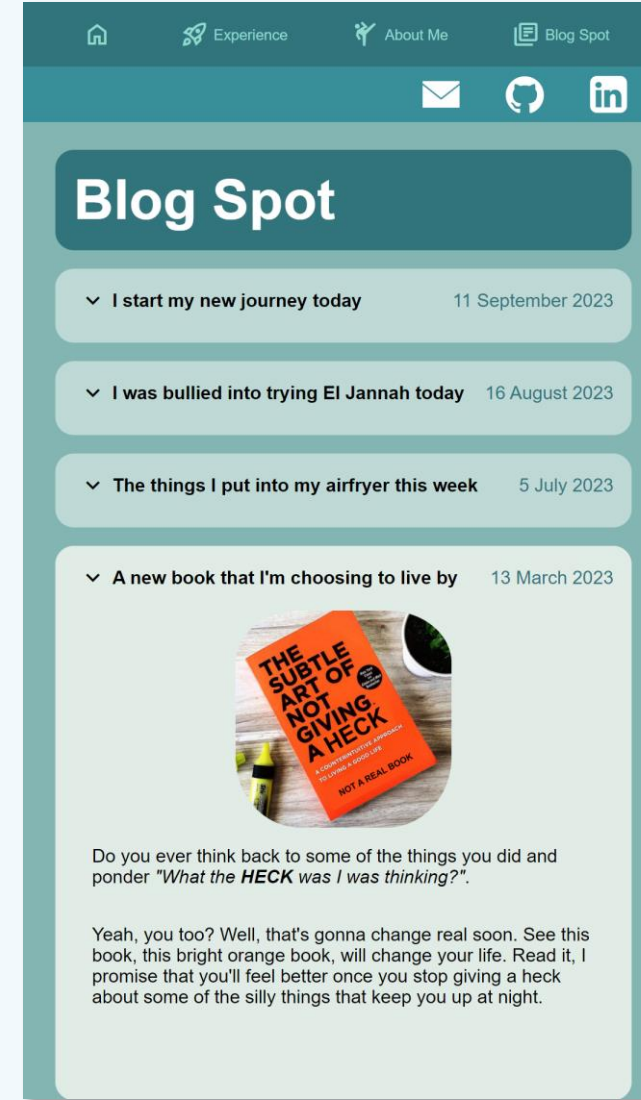 Experience
About Me
Blog Spot
in
Blog Spot
I start my new journey today 11 September 2023
I was bullied into trying El Jannah today 16 August 2023
The things I put into my airfryer this week 5 July 2023
A new book that I'm choosing to live by 13 March 2023
THE
SUBTLE
ART OF
NOT
GIVING
A HECK
A COUNTERINTUITIVE APPROACH
TO LIVING A GOOD LIFE
NOT A REAL BOOK
Do you ever think back to some of the things you did and
ponder "What the HECK was I was thinking?".
Yeah, you too? Well, that's gonna change real soon. See this
book, this bright orange book, will change your life. Read it, I
promise that you'll feel better once you stop giving a heck
about some of the silly things that keep you up at night.